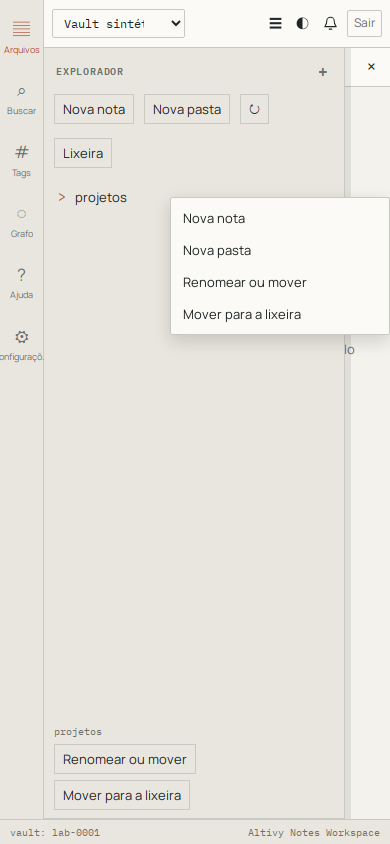 Vault sintét
Sair
Arquivos
Buscar
Tags
Grafo
Ajuda
onfiguraçõ
EXPLORADOR
Nova nota
Nova pasta
Lixeira
projetos
Nova nota
Nova pasta
Renomear ou mover
Mover para a lixeira
do
projetos
Renomear ou mover
Mover para a lixeira
vault: lab-0001
Altivy Notes Workspace